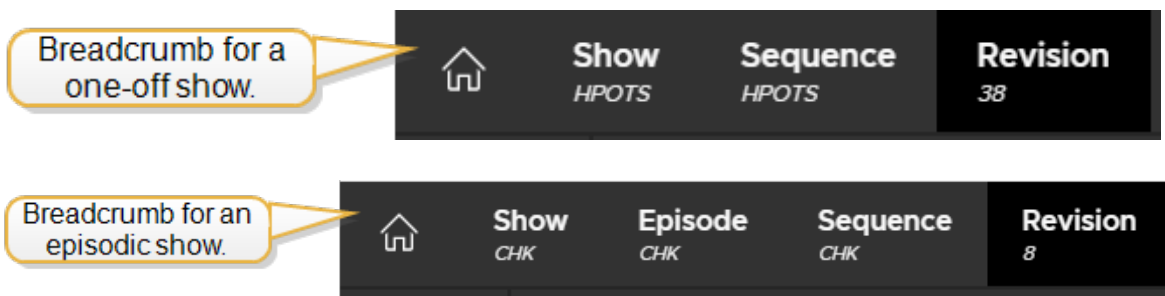 Breadcrumb for a
one-off show.
Show Sequence Revision
HPOTS HPOTS 38
Breadcrumb for an
episodic show.
Show Episode Sequence Revision
CHK CHK CHK 8